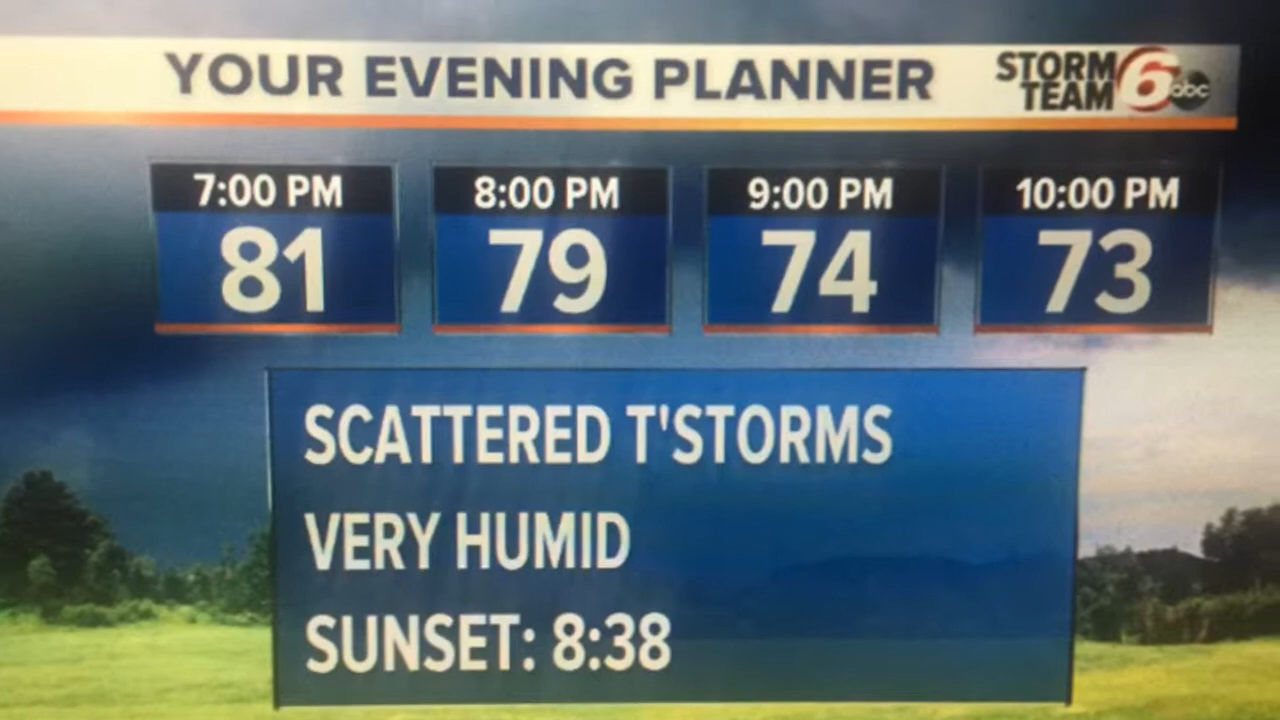 YOUR EVENING PLANNER
STORM TEAM 6 abc
7:00 PM 8:00 PM 9:00 PM 10:00 PM
81 79 74 73
SCATTERED T'STORMS
VERY HUMID
SUNSET: 8:38